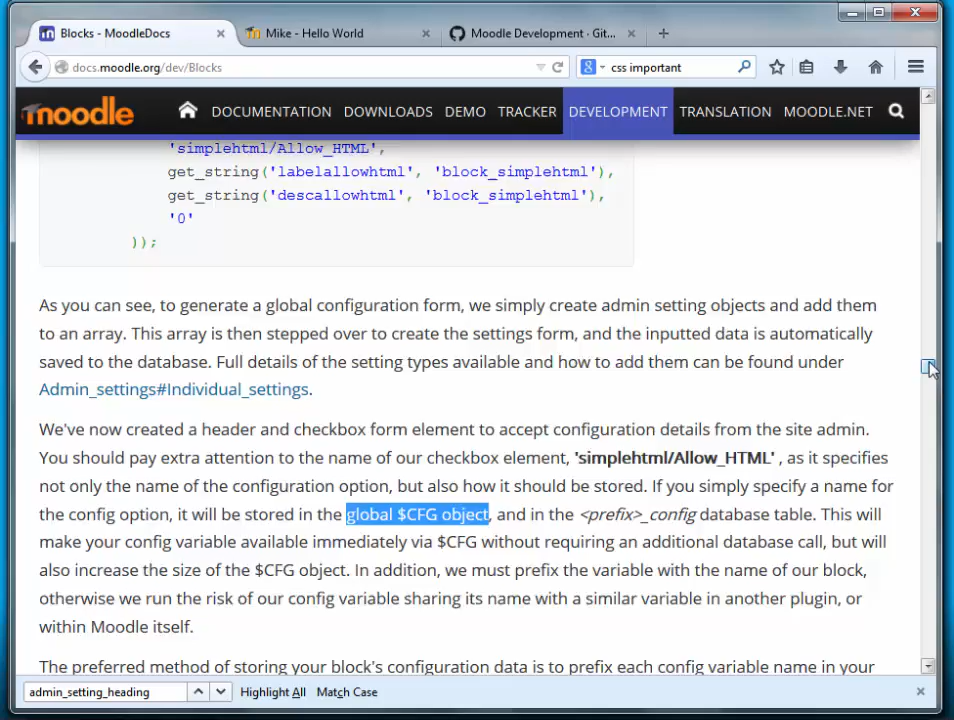 Blocks - MoodleDocs
Mike - Hello World
Moodle Development · Git...
docs.moodle.org/dev/Blocks
css important
moodle
DOCUMENTATION DOWNLOADS DEMO TRACKER DEVELOPMENT TRANSLATION MOODLE.NET
'simplehtml/Allow_HTML',
get_string('labelallowhtml', 'block_simplehtml'),
get_string('descallowhtml', 'block_simplehtml'),
'0'
));
As you can see, to generate a global configuration form, we simply create admin setting objects and add them
to an array. This array is then stepped over to create the settings form, and the inputted data is automatically
saved to the database. Full details of the setting types available and how to add them can be found under
Admin_settings#Individual_settings.
We've now created a header and checkbox form element to accept configuration details from the site admin.
You should pay extra attention to the name of our checkbox element, 'simplehtml/Allow_HTML' , as it specifies
not only the name of the configuration option, but also how it should be stored. If you simply specify a name for
the config option, it will be stored in the global $CFG object, and in the <prefix>_config database table. This will
make your config variable available immediately via $CFG without requiring an additional database call, but will
also increase the size of the $CFG object. In addition, we must prefix the variable with the name of our block,
otherwise we run the risk of our config variable sharing its name with a similar variable in another plugin, or
within Moodle itself.
The preferred method of storing your block's configuration data is to prefix each config variable name in your
admin_setting_heading
Highlight All
Match Case